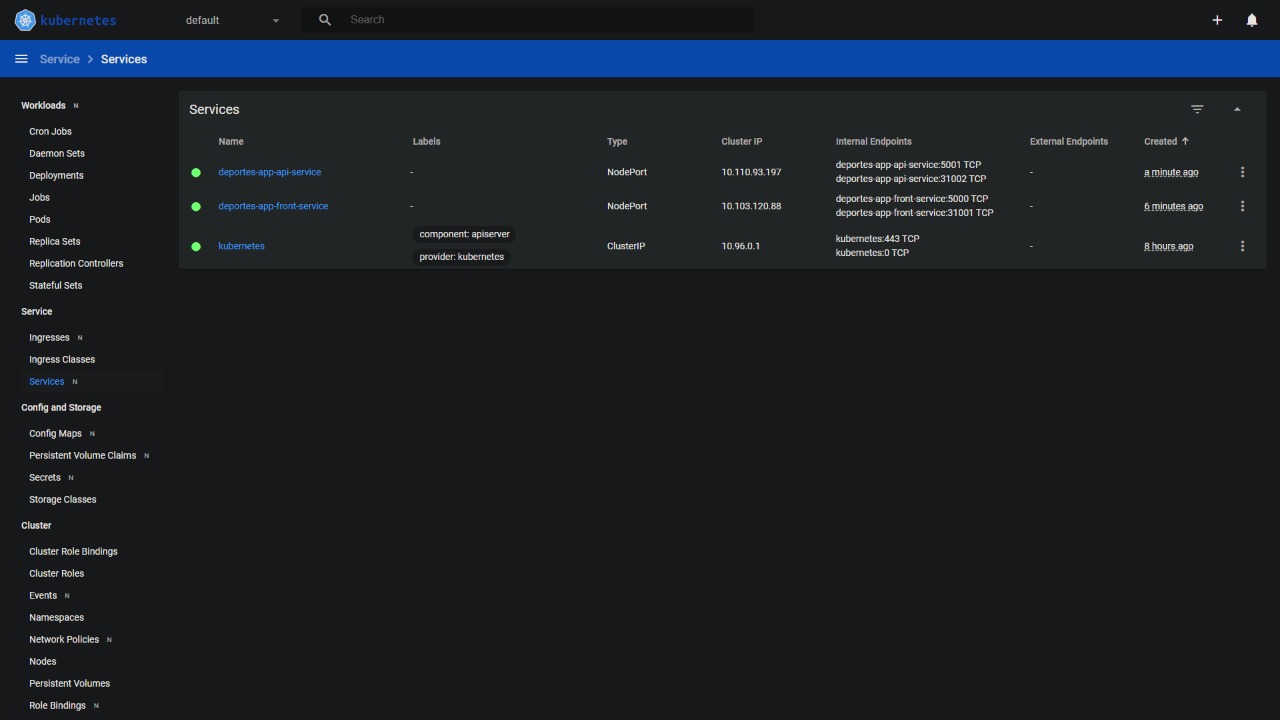 kubernetes
default
Search
Service
Services
Workloads N
Cron Jobs
Daemon Sets
Deployments
Jobs
Pods
Replica Sets
Replication Controllers
Stateful Sets
Service
Ingresses N
Ingress Classes
Services N
Config and Storage
Config Maps N
Persistent Volume Claims N
Secrets N
Storage Classes
Cluster
Cluster Role Bindings
Cluster Roles
Events N
Namespaces
Network Policies N
Nodes
Persistent Volumes
Role Bindings N
Services
Name Labels Type Cluster IP Internal Endpoints External Endpoints Created
deportes-app-api-service - NodePort 10.110.93.197 deportes-app-api-service:5001 TCP
deportes-app-api-service:31002 TCP - a minute ago
deportes-app-front-service - NodePort 10.103.120.88 deportes-app-front-service:5000 TCP
deportes-app-front-service:31001 TCP - 6 minutes ago
kubernetes component: apiserver
provider: kubernetes ClusterIP 10.96.0.1 kubernetes:443 TCP
kubernetes:0 TCP - 8 hours ago